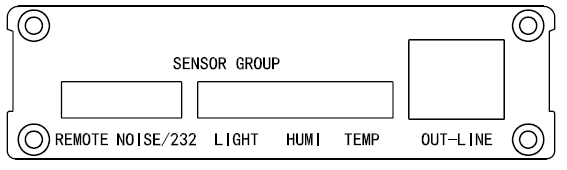 SENSOR GROUP
REMOTE NOISE/232 LIGHT HUMI TEMP OUT-LINE